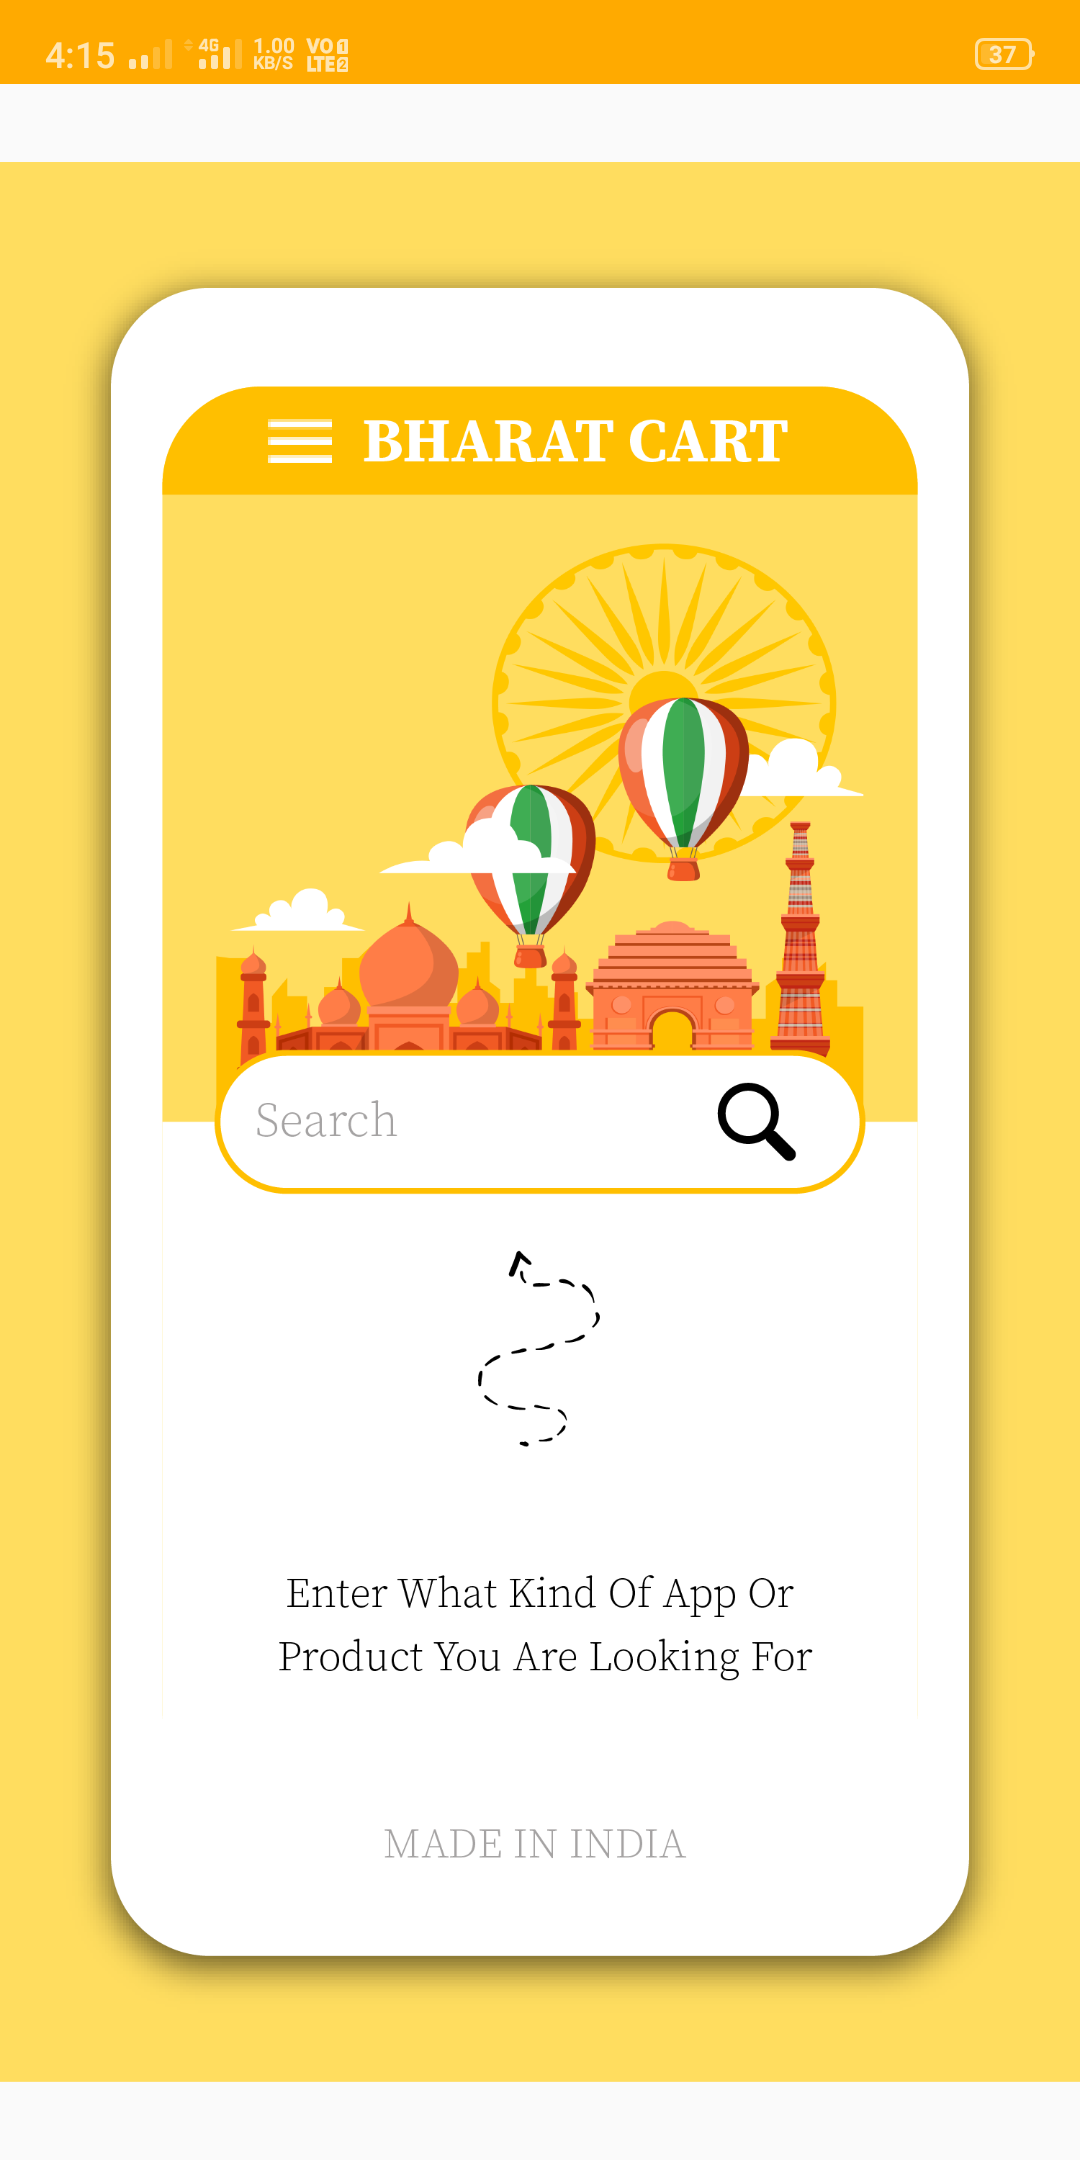 4:15 4G 1.00 KB/S VO 1 LTE 2 37
BHARAT CART
Search
Enter What Kind Of App Or
Product You Are Looking For
MADE IN INDIA